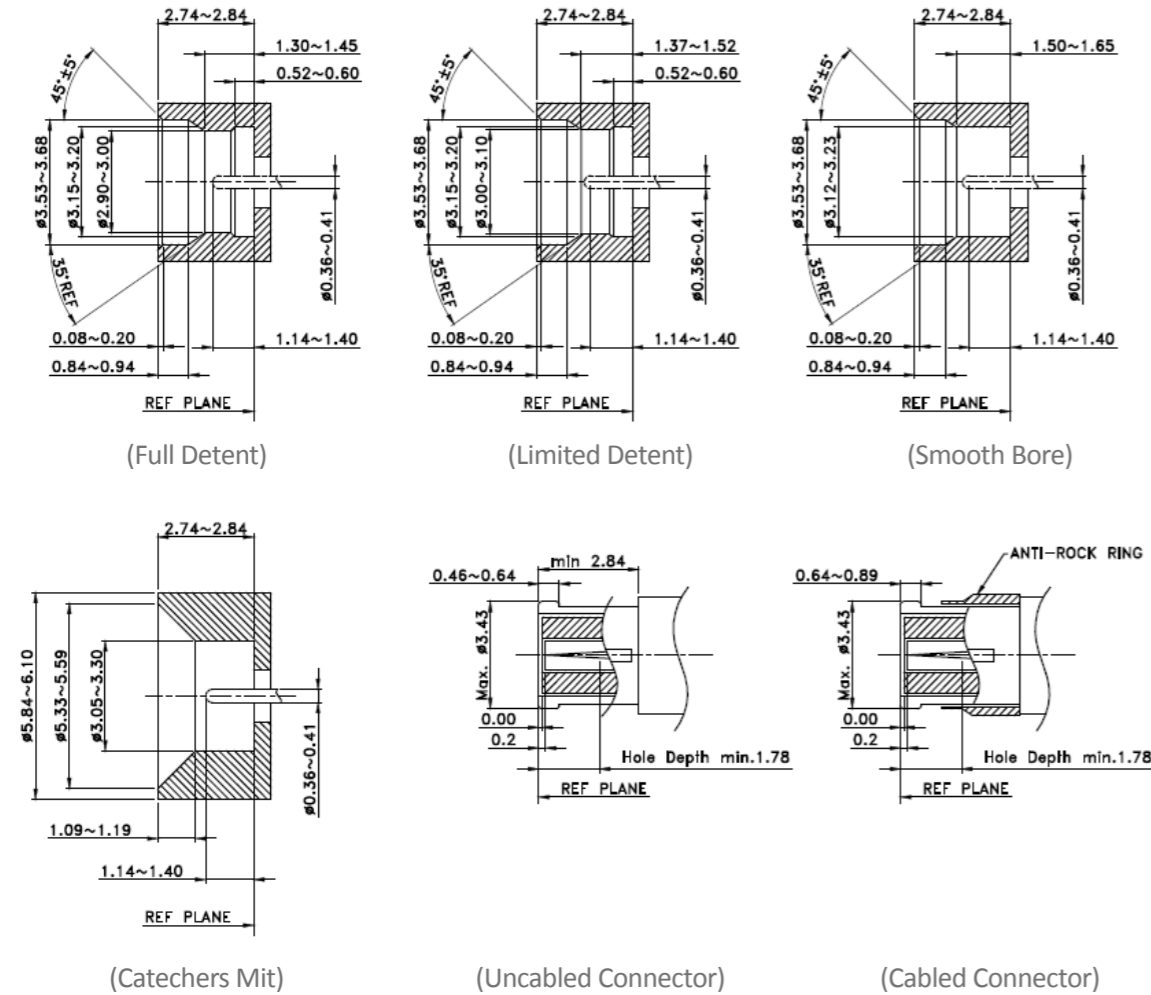 2.74~2.84
1.30~1.45
0.52~0.60
45°±5°
ø3.53~3.68
ø3.15~3.20
ø2.90~3.00
ø0.36~0.41
35°REF
0.08~0.20
1.14~1.40
0.84~0.94
REF PLANE
(Full Detent)
2.74~2.84
1.37~1.52
0.52~0.60
45°±5°
ø3.53~3.68
ø3.15~3.20
ø3.00~3.10
ø0.36~0.41
35°REF
0.08~0.20
1.14~1.40
0.84~0.94
REF PLANE
(Limited Detent)
2.74~2.84
1.50~1.65
45°±5°
ø3.53~3.68
ø3.12~3.23
ø0.36~0.41
35°REF
0.08~0.20
1.14~1.40
0.84~0.94
REF PLANE
(Smooth Bore)
2.74~2.84
ø5.84~6.10
ø5.33~5.59
ø3.05~3.30
ø0.36~0.41
1.09~1.19
1.14~1.40
REF PLANE
(Catechers Mit)
min 2.84
0.46~0.64
Max. ø3.43
0.00
0.2
Hole Depth min.1.78
REF PLANE
(Uncabled Connector)
ANTI-ROCK RING
0.64~0.89
Max. ø3.43
0.00
0.2
Hole Depth min.1.78
REF PLANE
(Cabled Connector)